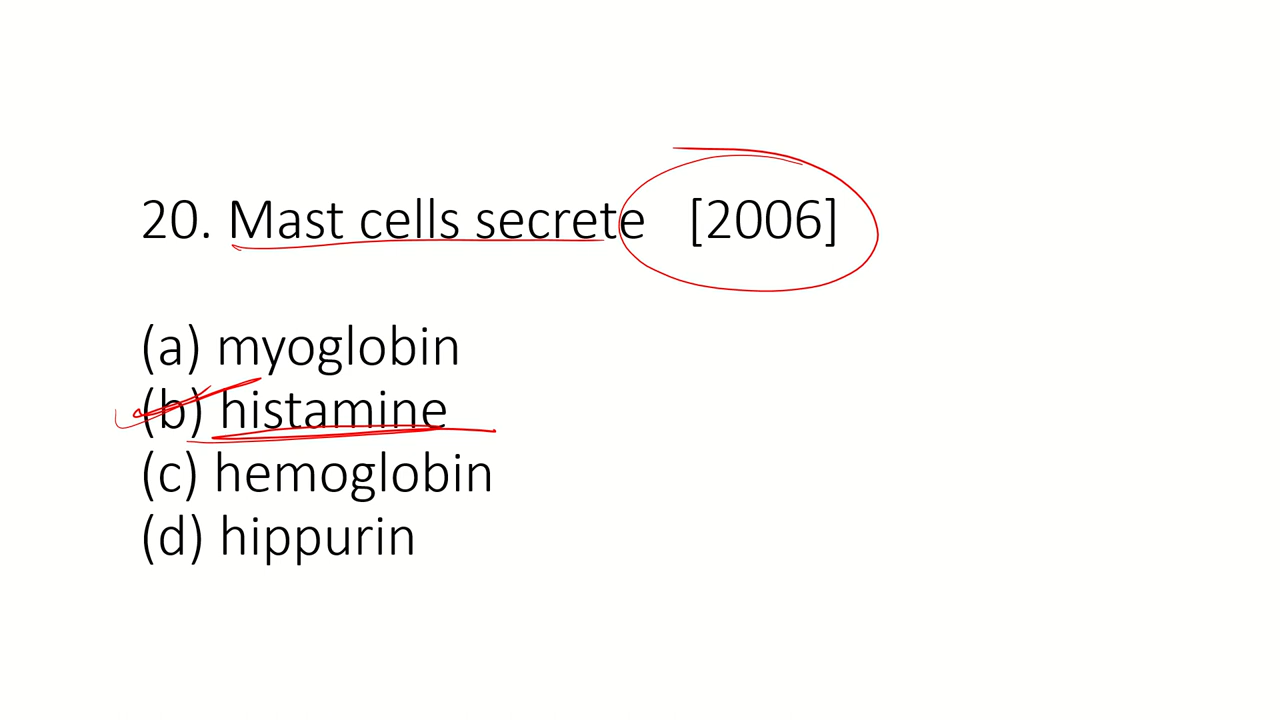 20. Mast cells secrete [2006]
(a) myoglobin
(b) histamine
(c) hemoglobin
(d) hippurin